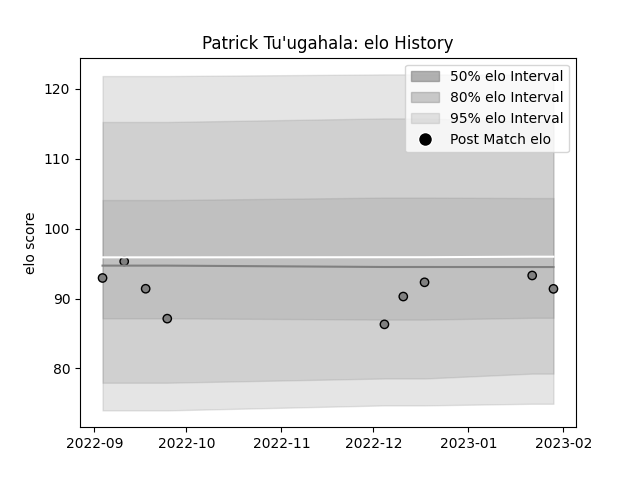 Patrick Tu'ugahala: elo History
50% elo Interval
80% elo Interval
95% elo Interval
Post Match elo
elo score
120
110
100
90
80
2022-09 2022-10 2022-11 2022-12 2023-01 2023-02